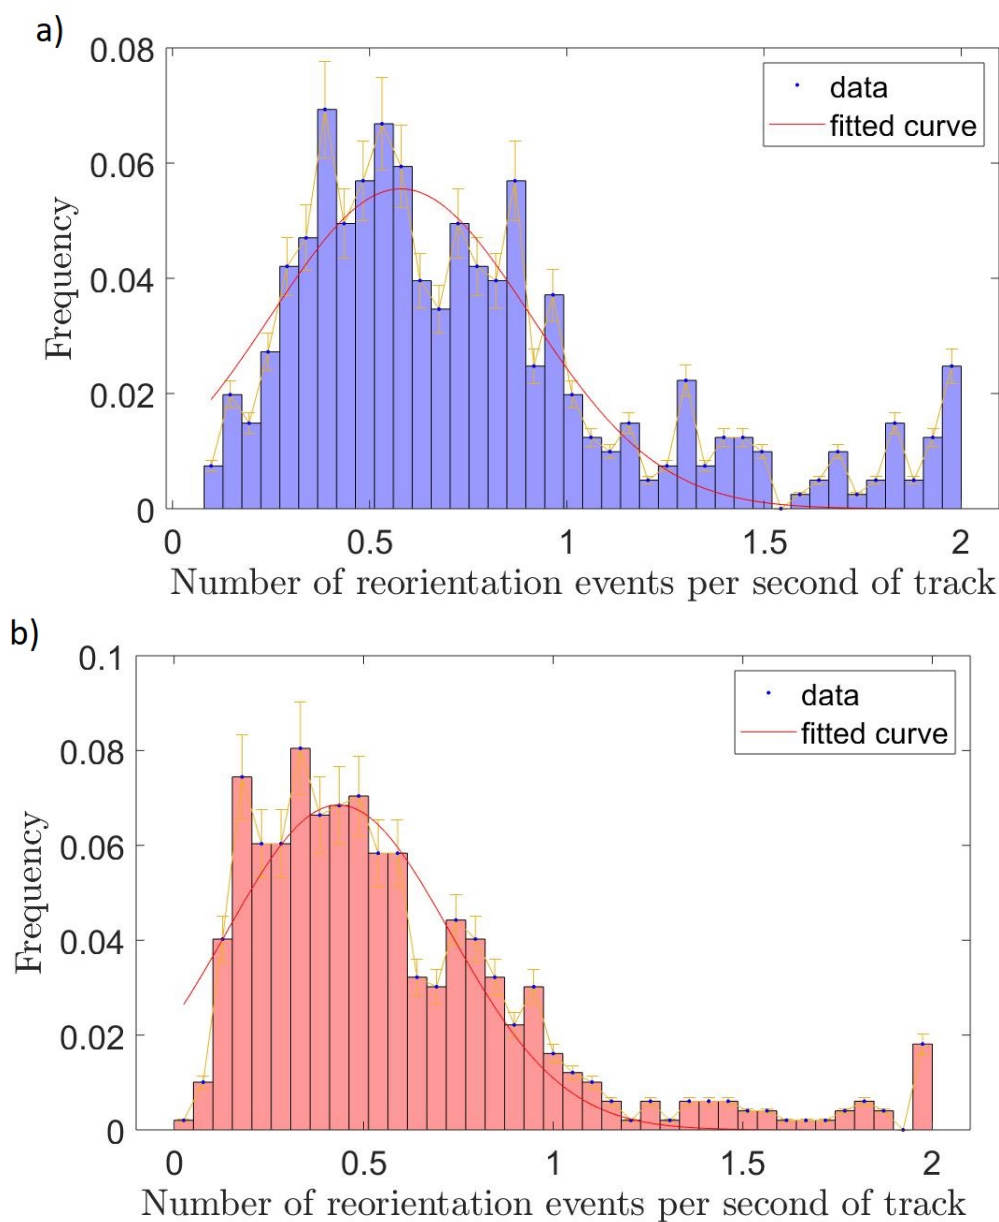 a)
0.08
0.06
0.04
0.02
0
Frequency
data
fitted curve
0 0.5 1 1.5 2
Number of reorientation events per second of track
b)
0.1
0.08
0.06
0.04
0.02
0
Frequency
data
fitted curve
0 0.5 1 1.5 2
Number of reorientation events per second of track